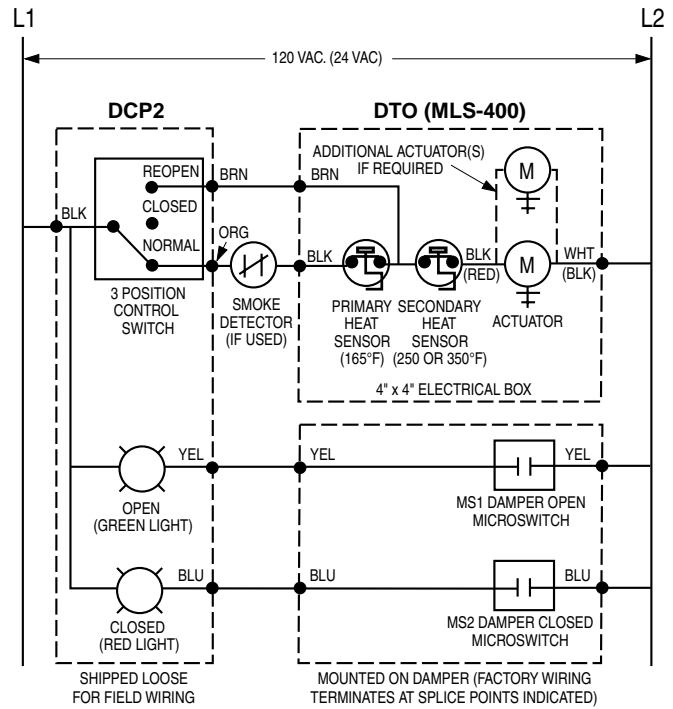 L1
L2
120 VAC. (24 VAC)
DCP2
DTO (MLS-400)
ADDITIONAL ACTUATOR(S)
IF REQUIRED
M
REOPEN
BRN
BRN
CLOSED
BLK
ORG
NORMAL
BLK
BLK
(RED)
M
WHT
(BLK)
3 POSITION
CONTROL
SWITCH
SMOKE
DETECTOR
(IF USED)
PRIMARY
HEAT
SENSOR
(165°F)
SECONDARY
HEAT
SENSOR
(250 OR 350°F)
ACTUATOR
4" x 4" ELECTRICAL BOX
YEL
YEL
YEL
OPEN
(GREEN LIGHT)
MS1 DAMPER OPEN
MICROSWITCH
BLU
BLU
BLU
CLOSED
(RED LIGHT)
MS2 DAMPER CLOSED
MICROSWITCH
SHIPPED LOOSE
FOR FIELD WIRING
MOUNTED ON DAMPER (FACTORY WIRING
TERMINATES AT SPLICE POINTS INDICATED)